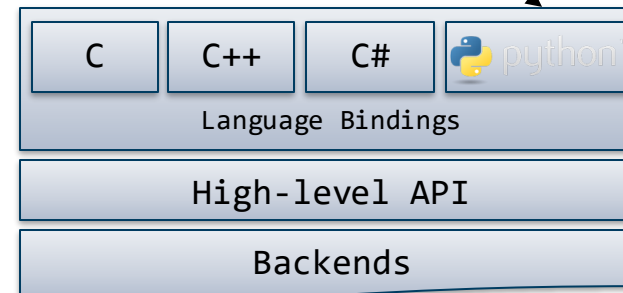 C C++ C# python
Language Bindings
High-level API
Backends